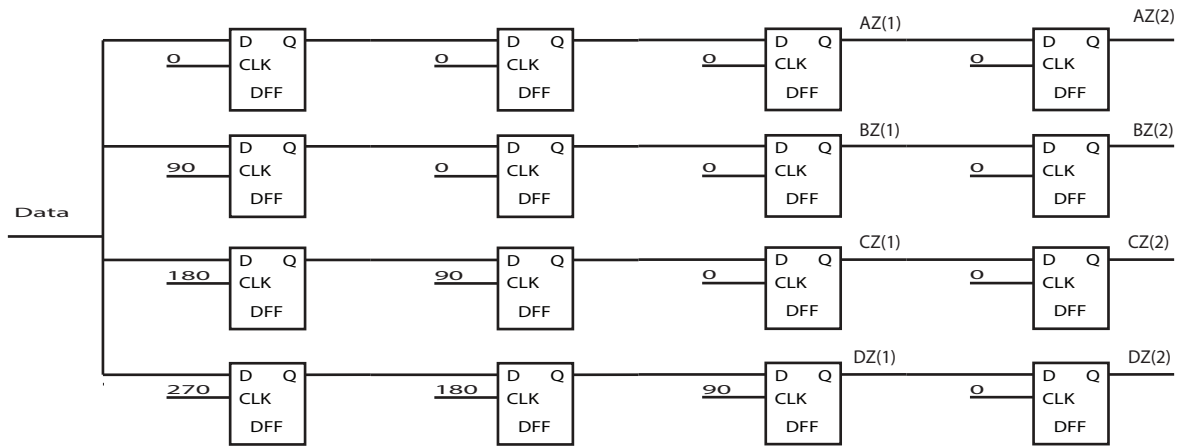 AZ(1) AZ(2)
D Q D Q D Q D Q
0 CLK 0 CLK 0 CLK 0 CLK
DFF DFF DFF DFF
BZ(1) BZ(2)
D Q D Q D Q D Q
90 CLK 0 CLK 0 CLK 0 CLK
DFF DFF DFF DFF
Data
CZ(1) CZ(2)
D Q D Q D Q D Q
180 CLK 90 CLK 0 CLK 0 CLK
DFF DFF DFF DFF
DZ(1) DZ(2)
D Q D Q D Q D Q
270 CLK 180 CLK 90 CLK 0 CLK
DFF DFF DFF DFF